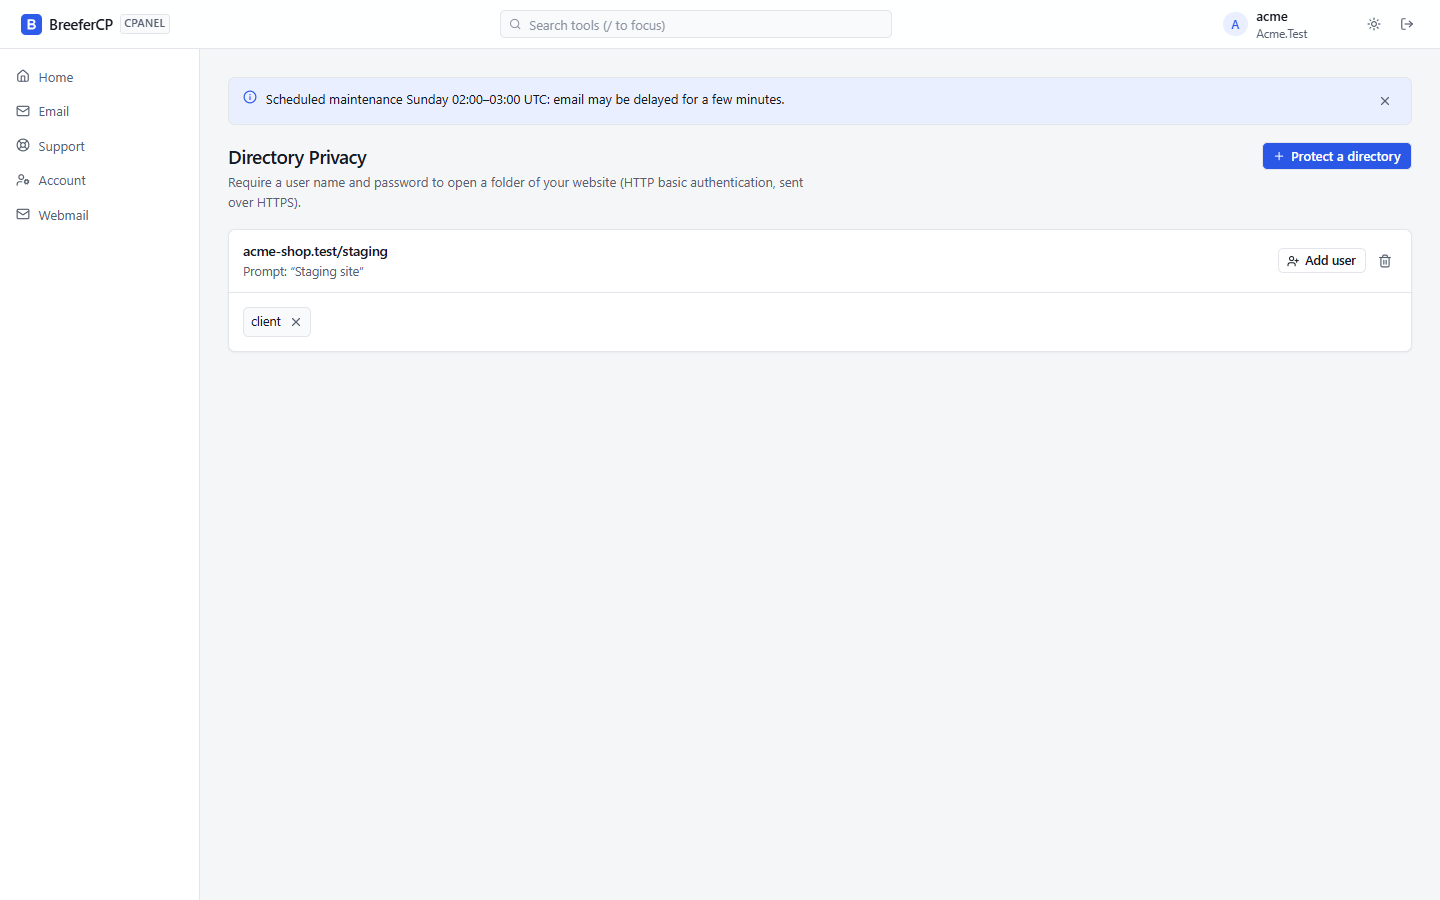 B BreeferCP CPANEL
Search tools (/ to focus)
A
acme
Acme.Test
Home
Email
Support
Account
Webmail
Scheduled maintenance Sunday 02:00–03:00 UTC: email may be delayed for a few minutes.
Directory Privacy
Protect a directory
Require a user name and password to open a folder of your website (HTTP basic authentication, sent
over HTTPS).
acme-shop.test/staging
Prompt: “Staging site”
Add user
client